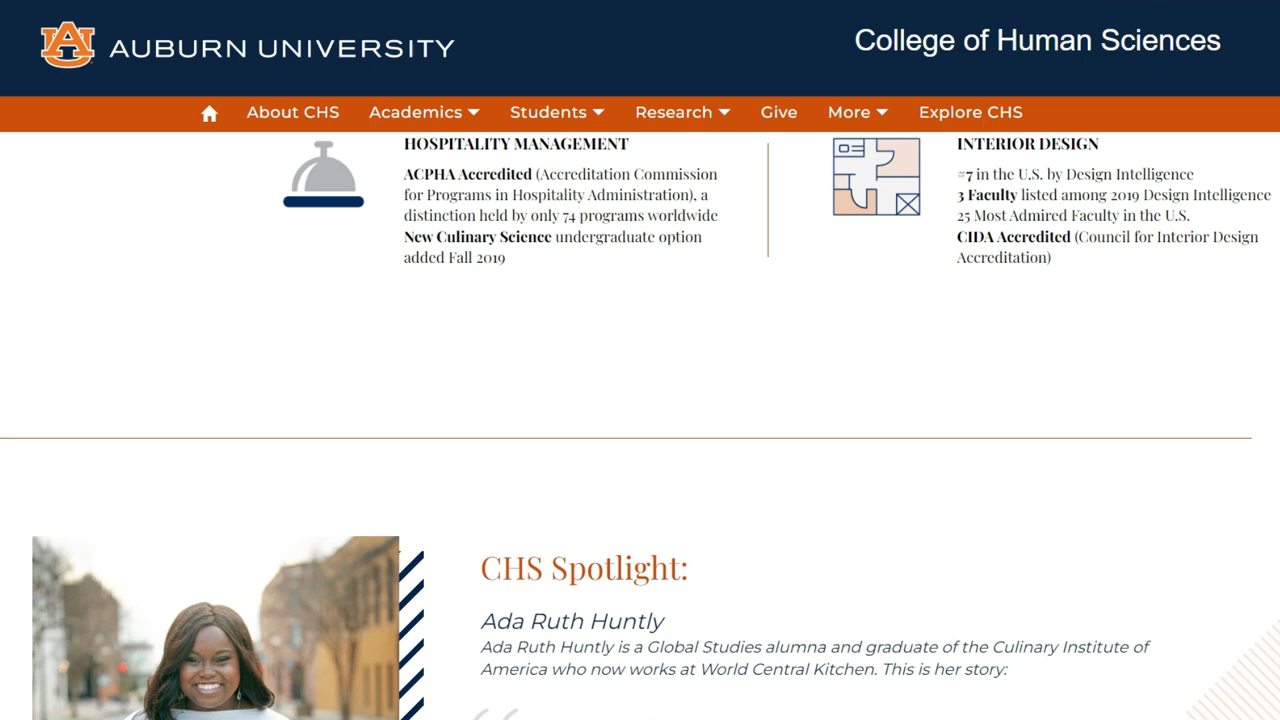 AUBURN UNIVERSITY
College of Human Sciences
About CHS Academics Students Research Give More Explore CHS
HOSPITALITY MANAGEMENT
ACPHA Accredited (Accreditation Commission
for Programs in Hospitality Administration), a
distinction held by only 74 programs worldwide
New Culinary Science undergraduate option
added Fall 2019
INTERIOR DESIGN
#7 in the U.S. by Design Intelligence
3 Faculty listed among 2019 Design Intelligence
25 Most Admired Faculty in the U.S.
CIDA Accredited (Council for Interior Design
Accreditation)
CHS Spotlight:
Ada Ruth Huntly
Ada Ruth Huntly is a Global Studies alumna and graduate of the Culinary Institute of
America who now works at World Central Kitchen. This is her story: